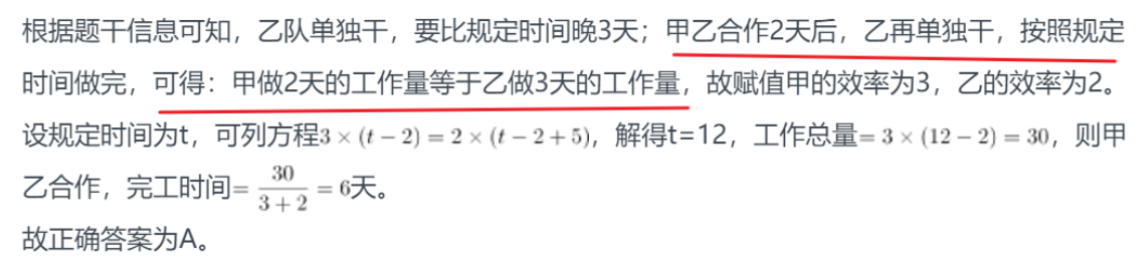 根据题干信息可知，乙队单独干，要比规定时间晚3天；甲乙合作2天后，乙再单独干，按照规定
时间做完，可得：甲做2天的工作量等于乙做3天的工作量，故赋值甲的效率为3，乙的效率为2。
设规定时间为t，可列方程3 × (t − 2) = 2 × (t − 2 + 5)，解得t=12，工作总量= 3 × (12 − 2) = 30，则甲
乙合作，完工时间= \frac{30}{3 + 2} = 6天。
故正确答案为A。